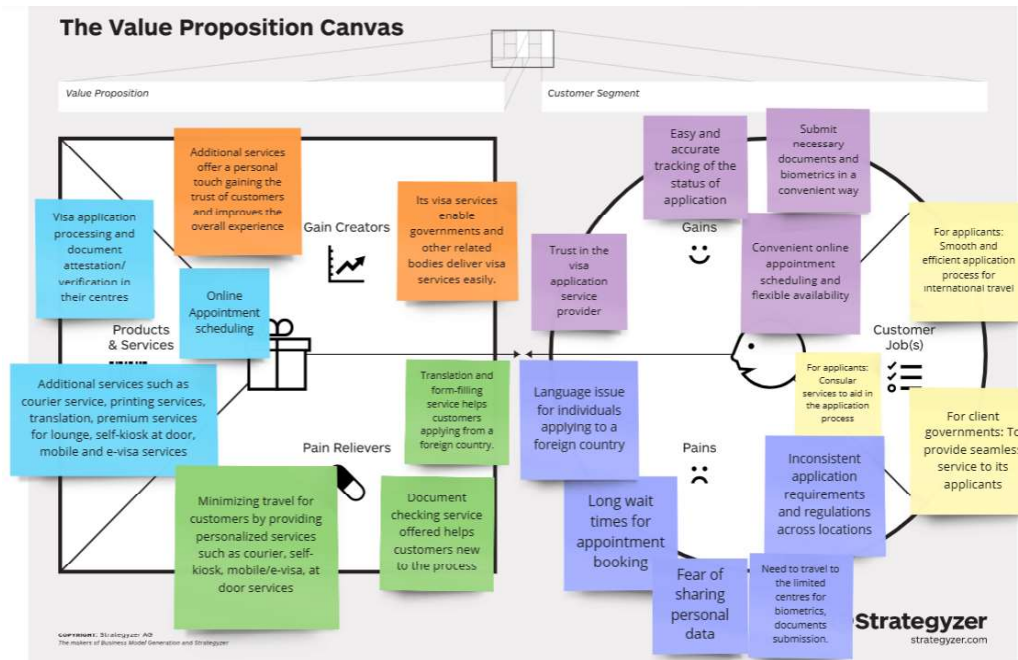 The Value Proposition Canvas
Value Proposition
Customer Segment
Additional services
offer a personal
touch gaining the
trust of customers
and improves the
overall experience
Visa application
processing and
document
attestation/
verification in
their centres
Gain Creators
Its visa services
enable
governments and
other related
bodies deliver visa
services easily.
Online
Appointment
scheduling
Products
& Services
Additional services such as
courier service, printing services,
translation, premium services
for lounge, self-kiosk at door,
mobile and e-visa services
Translation and
form-filling
service helps
customers
applying from a
foreign country.
Pain Relievers
Minimizing travel for
customers by providing
personalized services
such as courier, self-
kiosk, mobile/e-visa, at
door services
Document
checking service
offered helps
customers new
to the process
Easy and
accurate
tracking of the
status of
application
Submit
necessary
documents and
biometrics in a
convenient way
Gains
Trust in the
visa
application
service
provider
Convenient online
appointment
scheduling and
flexible availability
For applicants:
Smooth and
efficient application
process for
international travel
Customer
Job(s)
For applicants:
Consular
services to aid in
the application
process
For client
governments: To
provide seamless
service to its
applicants
Language issue
for individuals
applying to a
foreign country
Pains
Inconsistent
application
requirements
and regulations
across locations
Long wait
times for
appointment
booking
Fear of
sharing
personal
data
Need to travel to
the limited
centres for
biometrics,
documents
submission.
COPYRIGHT: Strategyzer AG
The makers of Business Model Generation and Strategyzer
Strategyzer
strategyzer.com